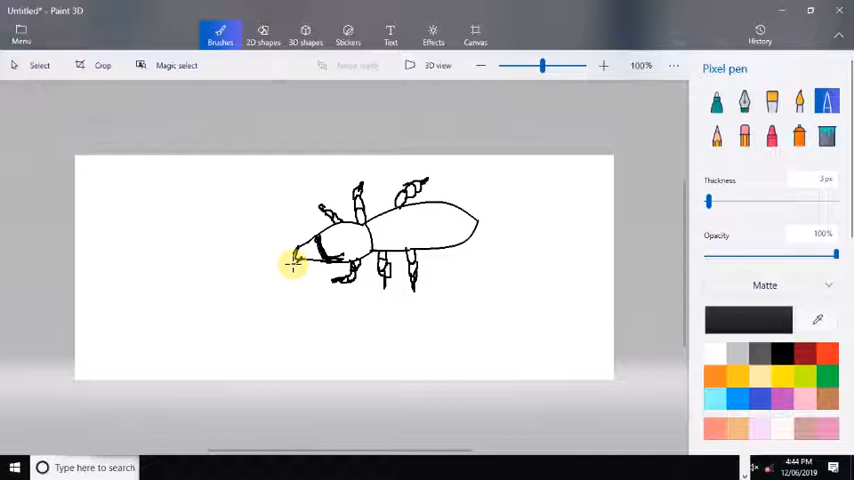 Untitled* - Paint 3D
Menu
Brushes
2D shapes
3D shapes
Stickers
Text
Effects
Canvas
History
Select
Crop
Magic select
3D view
100%
Pixel pen
Thickness
3 px
Opacity
100%
Matte
Type here to search
4:44 PM
12/06/2019